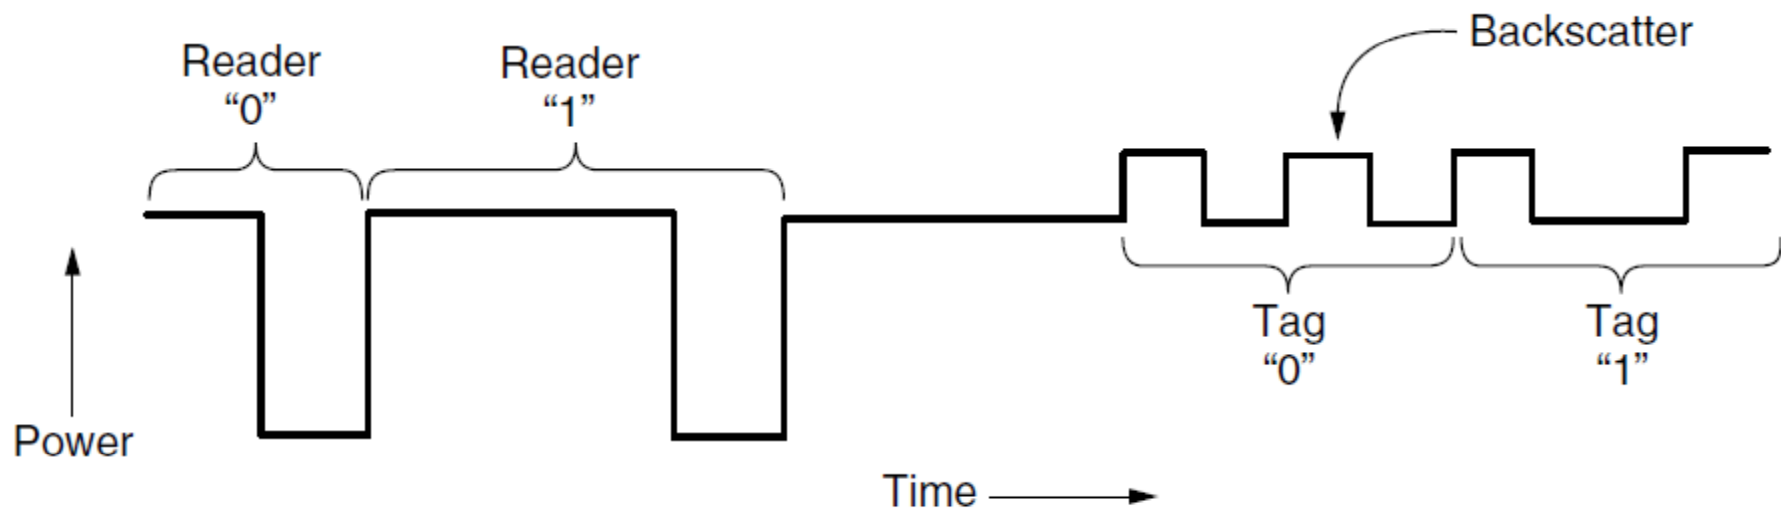 Reader
“0”
Reader
“1”
Backscatter
Tag
“0”
Tag
“1”
Power
Time